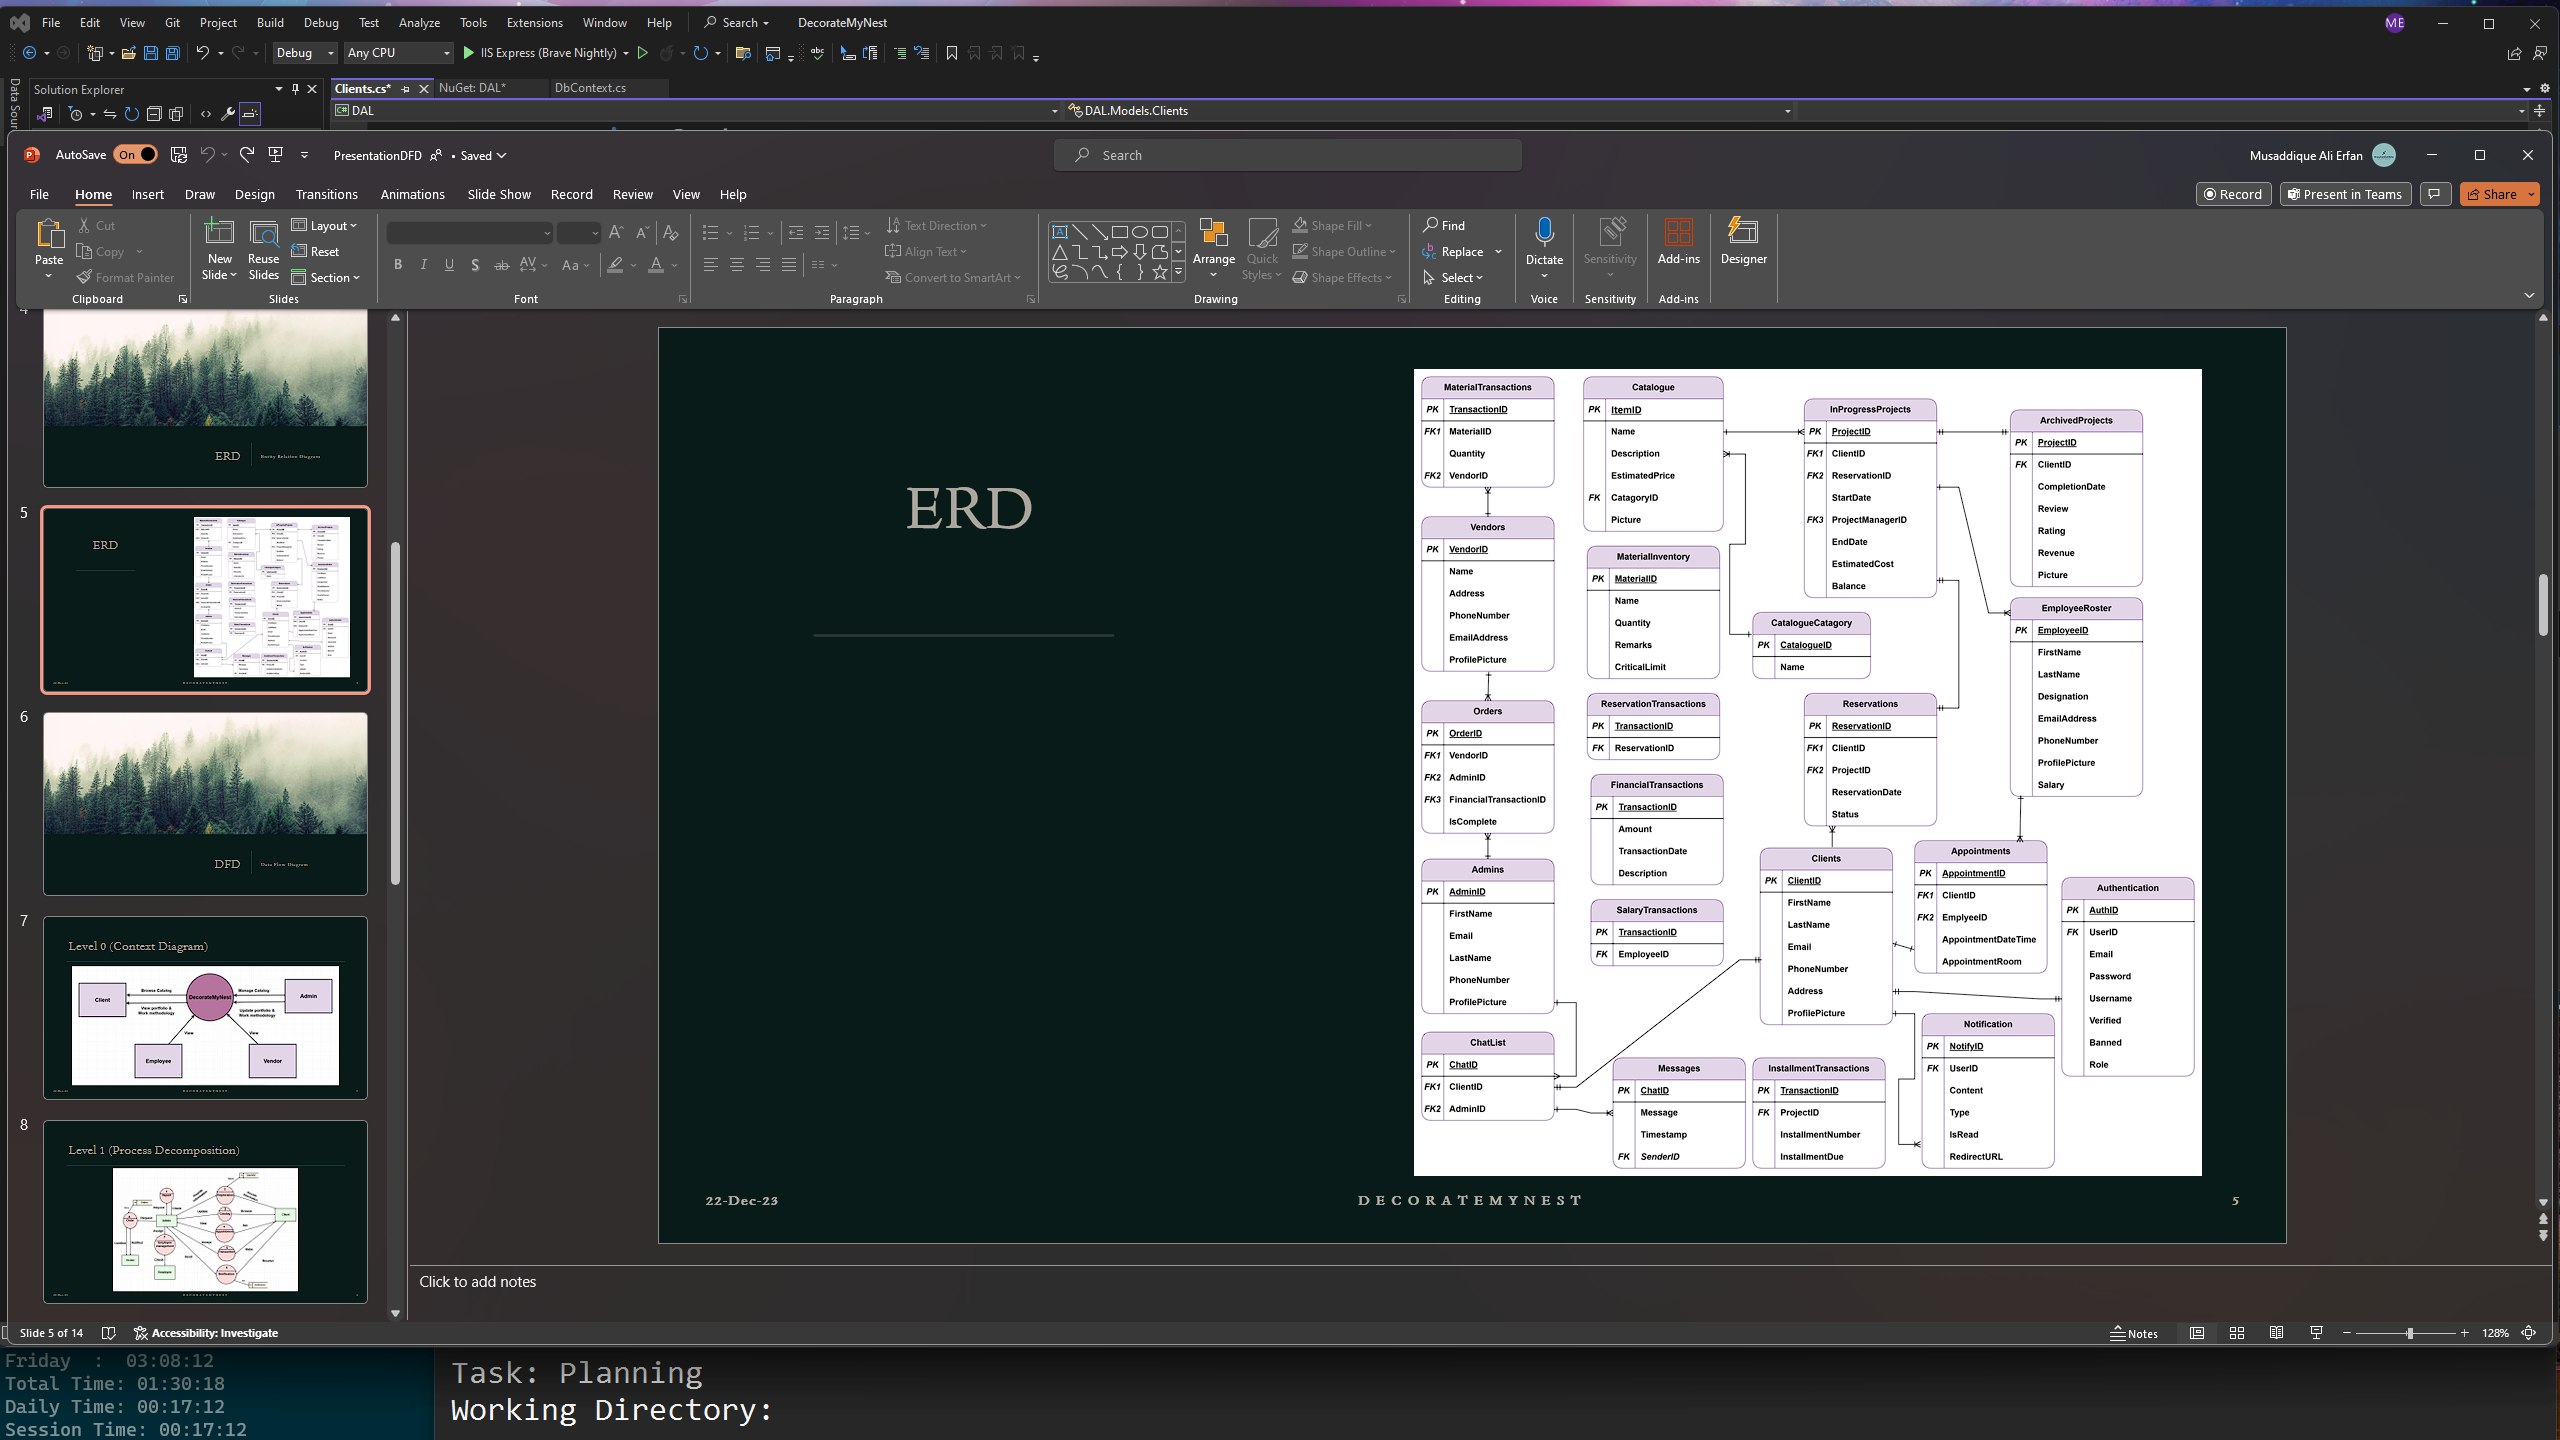 File Edit View Git Project Build Debug Test Analyze Tools Extensions Window Help Search DecorateMyNest ME
Debug Any CPU IIS Express (Brave Nightly)
Data Sour
Solution Explorer
Clients.cs* NuGet: DAL* DbContext.cs
DAL DAL.Models.Clients
AutoSave On PresentationDFD • Saved Search Musaddique Ali Erfan
File Home Insert Draw Design Transitions Animations Slide Show Record Review View Help Record Present in Teams Share
Paste Cut Copy Format Painter Clipboard
New Slide Reuse Slides Layout Reset Section Slides
Font
Text Direction Align Text Convert to SmartArt Paragraph
Arrange Quick Styles Shape Fill Shape Outline Shape Effects Drawing
Find Replace Select Editing
Dictate Voice
Sensitivity Sensitivity
Add-ins Add-ins
Designer
4
ERD Entity Relation Diagram
5
ERD
6
DFD Data Flow Diagram
7
Level 0 (Context Diagram)
Client
Browse Catalog
View portfolio & Work methodology
DecorateMyNest
Manage Catalog
Update portfolio & Work methodology
Admin
View
View
Employee
Vendor
8
Level 1 (Process Decomposition)
ERD
MaterialTransactions
PK TransactionID
FK1 MaterialID
Quantity
FK2 VendorID
Vendors
PK VendorID
Name
Address
PhoneNumber
EmailAddress
ProfilePicture
Orders
PK OrderID
FK1 VendorID
FK2 AdminID
FK3 FinancialTransactionID
IsComplete
Admins
PK AdminID
FirstName
Email
LastName
PhoneNumber
ProfilePicture
ChatList
PK ChatID
FK1 ClientID
FK2 AdminID
Catalogue
PK ItemID
Name
Description
EstimatedPrice
FK CatagoryID
Picture
MaterialInventory
PK MaterialID
Name
Quantity
Remarks
CriticalLimit
ReservationTransactions
PK TransactionID
FK ReservationID
FinancialTransactions
PK TransactionID
Amount
TransactionDate
Description
SalaryTransactions
PK TransactionID
FK EmployeeID
Messages
PK ChatID
Message
Timestamp
FK SenderID
InProgressProjects
PK ProjectID
FK1 ClientID
FK2 ReservationID
StartDate
FK3 ProjectManagerID
EndDate
EstimatedCost
Balance
CatalogueCatagory
PK CatalogueID
Name
Reservations
PK ReservationID
FK1 ClientID
FK2 ProjectID
ReservationDate
Status
Clients
PK ClientID
FirstName
LastName
Email
PhoneNumber
Address
ProfilePicture
InstallmentTransactions
PK TransactionID
FK ProjectID
InstallmentNumber
InstallmentDue
ArchivedProjects
PK ProjectID
FK ClientID
CompletionDate
Review
Rating
Revenue
Picture
EmployeeRoster
PK EmployeeID
FirstName
LastName
Designation
EmailAddress
PhoneNumber
ProfilePicture
Salary
Appointments
PK AppointmentID
FK1 ClientID
FK2 EmplyeeID
AppointmentDateTime
AppointmentRoom
Notification
PK NotifyID
FK UserID
Content
Type
IsRead
RedirectURL
Authentication
PK AuthID
FK UserID
Email
Password
Username
Verified
Banned
Role
22-Dec-23 DECORATEMYNEST 5
Click to add notes
Slide 5 of 14 Accessibility: Investigate Notes 128%
Friday : 03:08:12
Total Time: 01:30:18
Daily Time: 00:17:12
Session Time: 00:17:12
Task: Planning
Working Directory: